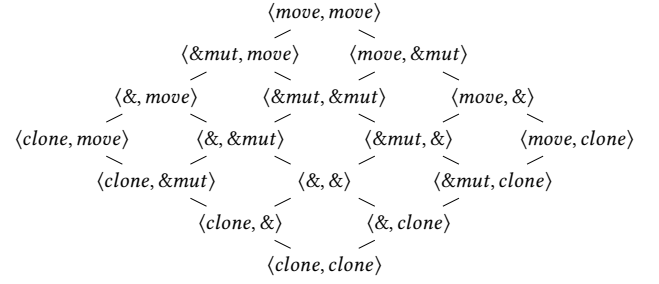 ⟨move, move⟩
⟨&mut, move⟩ ⟨move, &mut⟩
⟨&, move⟩ ⟨&mut, &mut⟩ ⟨move, &⟩
⟨clone, move⟩ ⟨&, &mut⟩ ⟨&mut, &⟩ ⟨move, clone⟩
⟨clone, &mut⟩ ⟨&, &⟩ ⟨&mut, clone⟩
⟨clone, &⟩ ⟨&, clone⟩
⟨clone, clone⟩